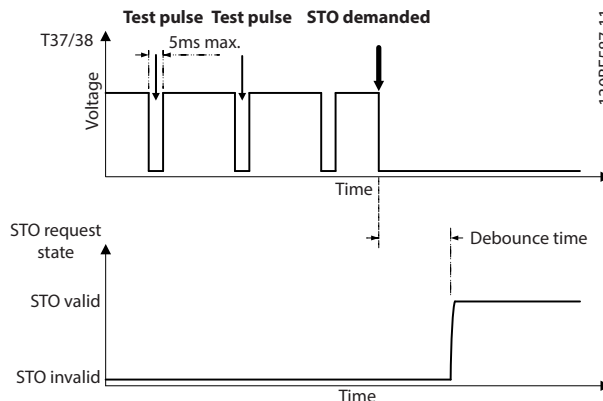 Test pulse Test pulse STO demanded
T37/38
5ms max.
Voltage
Time
STO request
state
Debounce time
STO valid
STO invalid
Time